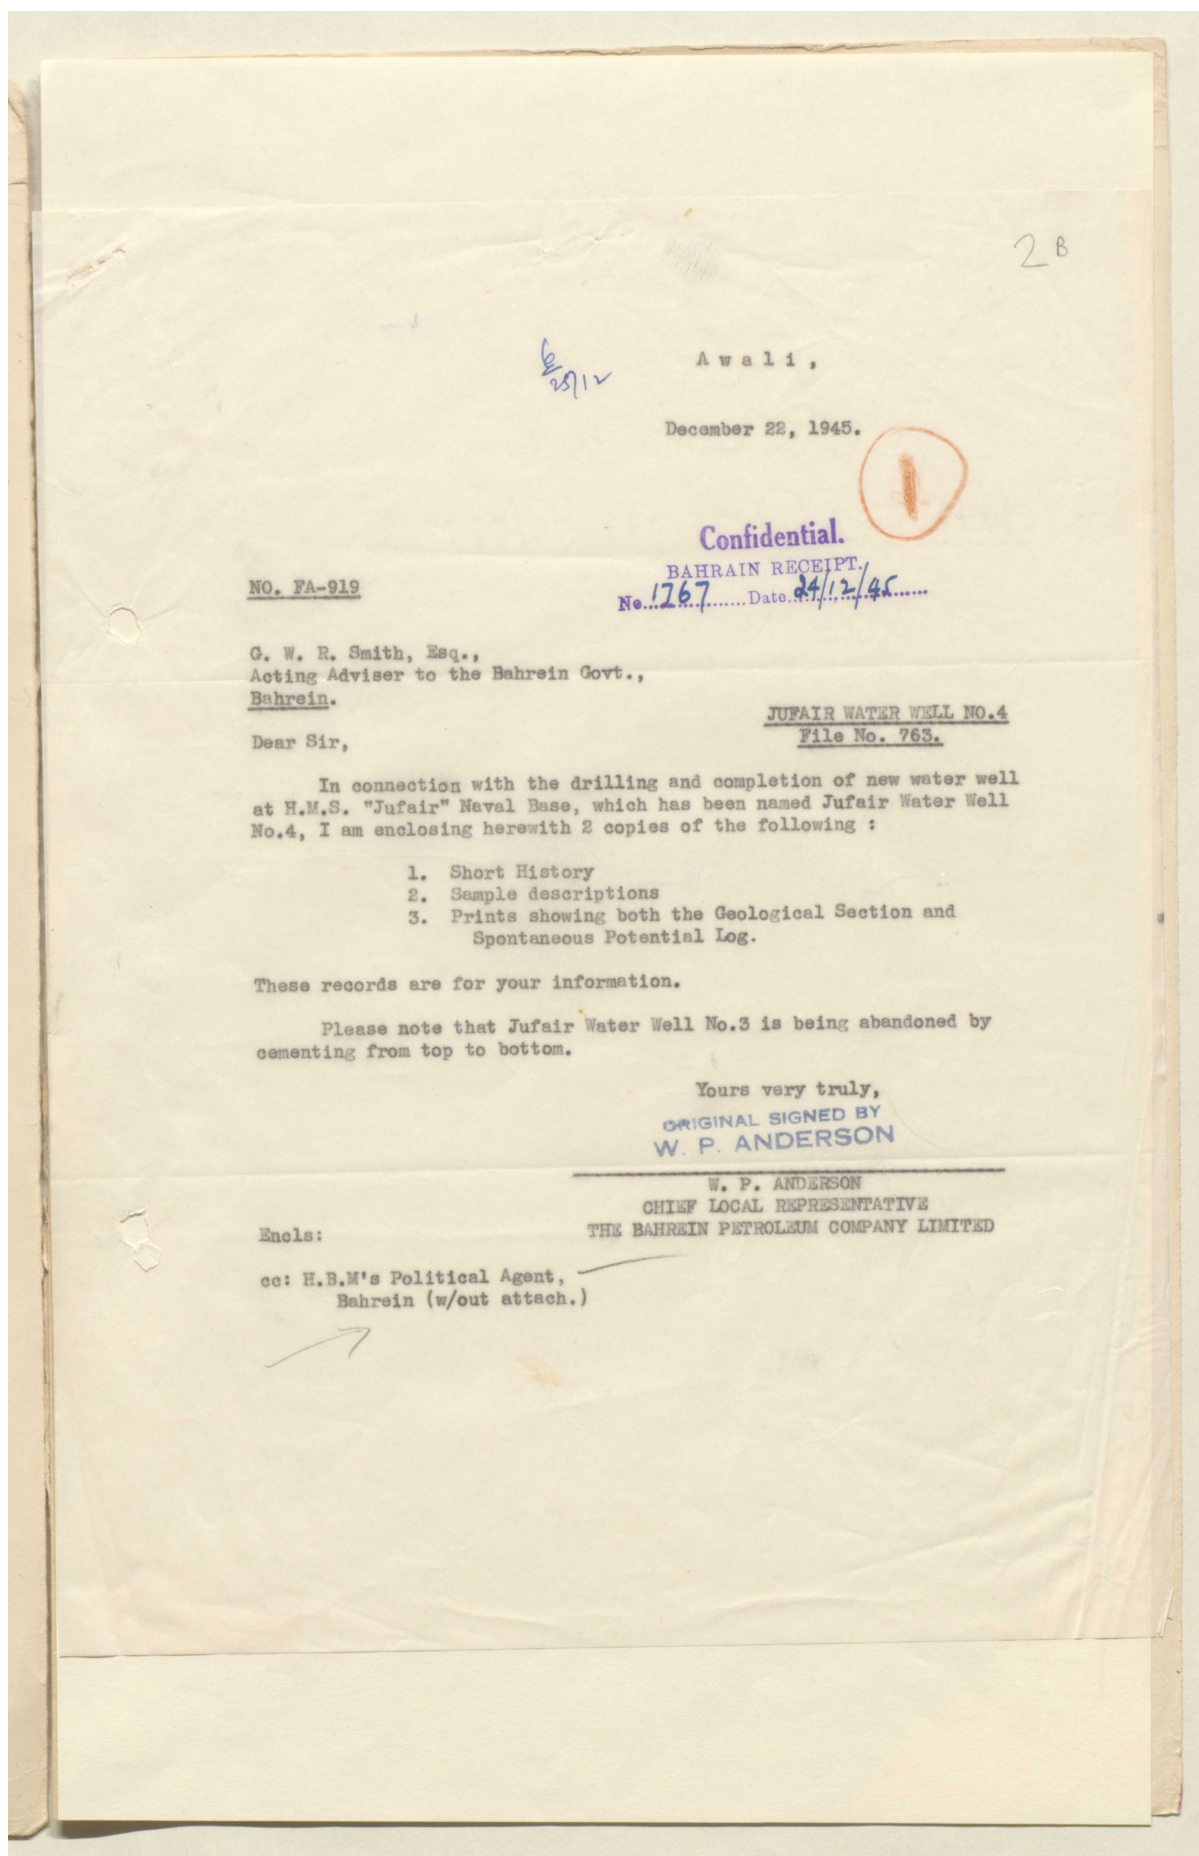 2 B
25/12
Awali,
December 22, 1945.
1
Confidential.
BAHRAIN RECEIPT.
No...1767...Date...24/12/45...
NO. FA-919
G. W. R. Smith, Esq.,
Acting Adviser to the Bahrein Govt.,
Bahrein.
JUFAIR WATER WELL NO.4
File No. 763.
Dear Sir,
In connection with the drilling and completion of new water well
at H.M.S. "Jufair" Naval Base, which has been named Jufair Water Well
No.4, I am enclosing herewith 2 copies of the following :
1. Short History
2. Sample descriptions
3. Prints showing both the Geological Section and
Spontaneous Potential Log.
These records are for your information.
Please note that Jufair Water Well No.3 is being abandoned by
cementing from top to bottom.
Yours very truly,
ORIGINAL SIGNED BY
W. P. ANDERSON
W. P. ANDERSON
CHIEF LOCAL REPRESENTATIVE
THE BAHREIN PETROLEUM COMPANY LIMITED
Encls:
cc: H.B.M's Political Agent,
Bahrein (w/out attach.)